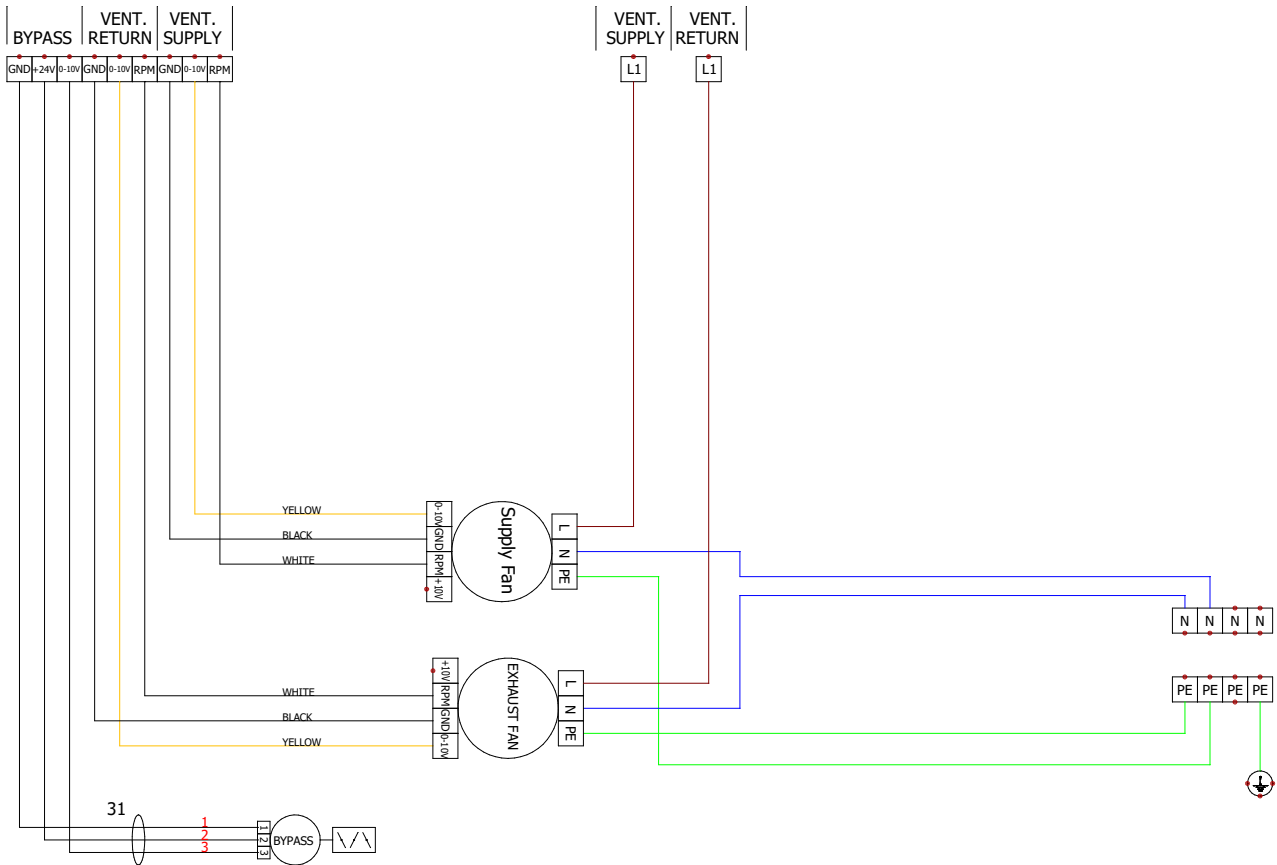 BYPASS
VENT.
RETURN
VENT.
SUPPLY
VENT.
SUPPLY
VENT.
RETURN
GND +24V 0-10V GND 0-10V RPM GND 0-10V RPM
L1
L1
YELLOW
BLACK
WHITE
0-10V
GND
RPM
+10V
Supply Fan
L
N
PE
N N N N
WHITE
BLACK
YELLOW
+10V
RPM
GND
0-10V
EXHAUST FAN
L
N
PE
PE PE PE PE
31
1
2
3
1
2
3
BYPASS